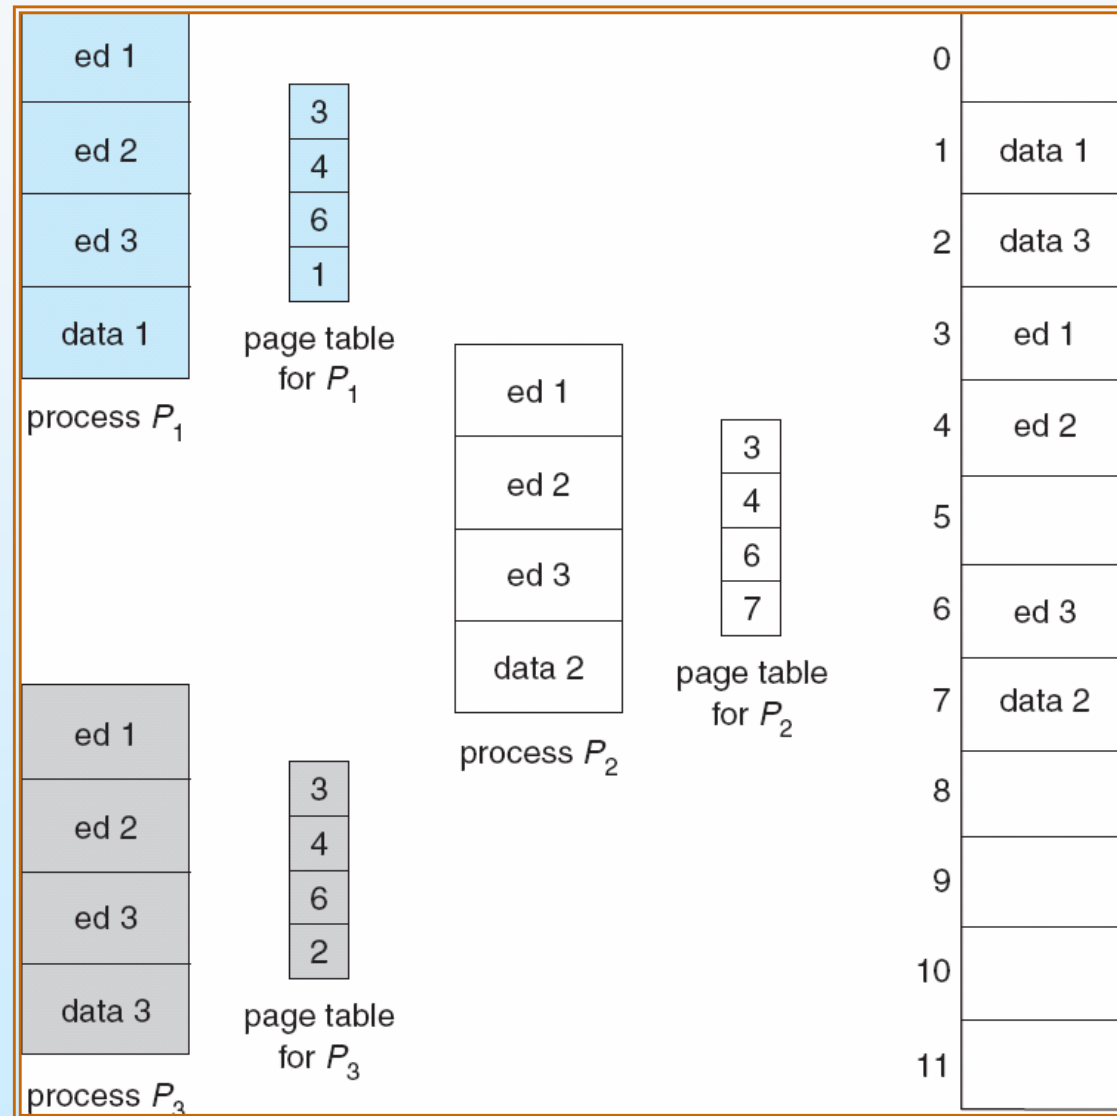 ed 1
ed 2
ed 3
data 1
process P1
3
4
6
1
page table
for P1
ed 1
ed 2
ed 3
data 2
process P2
3
4
6
7
page table
for P2
ed 1
ed 2
ed 3
data 3
process P3
3
4
6
2
page table
for P3
0
1 data 1
2 data 3
3 ed 1
4 ed 2
5
6 ed 3
7 data 2
8
9
10
11